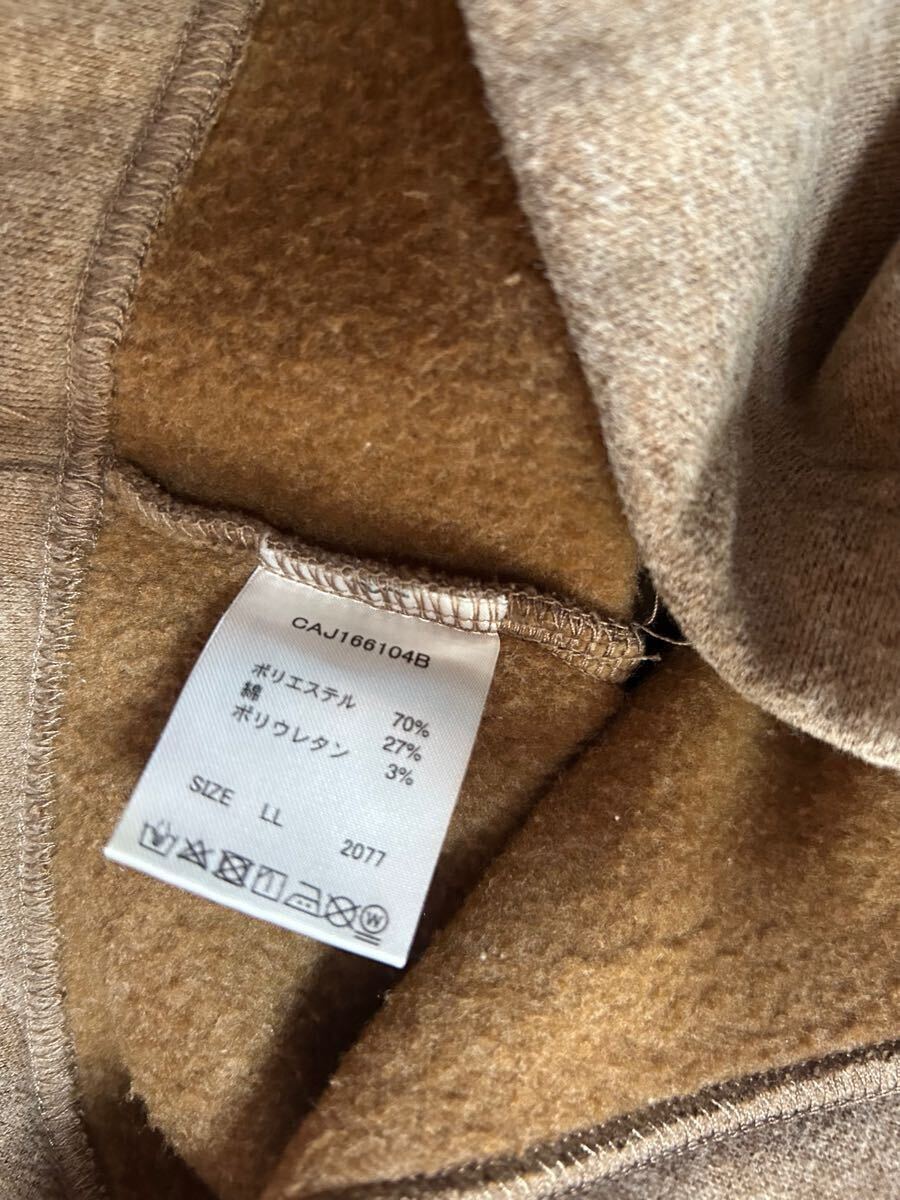 CAJ166104B
ポリエステル 70%
綿 27%
ポリウレタン 3%
SIZE LL
2077
W